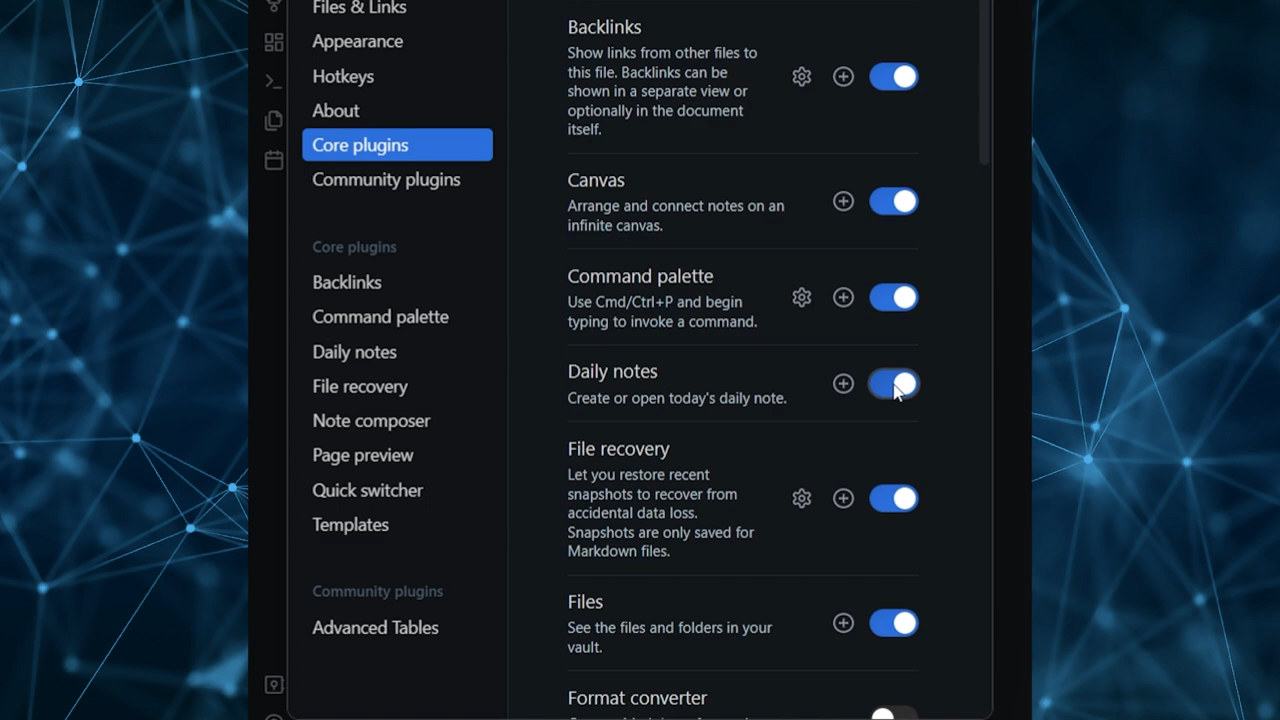 Files & Links
Appearance
Hotkeys
About
Core plugins
Community plugins
Core plugins
Backlinks
Command palette
Daily notes
File recovery
Note composer
Page preview
Quick switcher
Templates
Community plugins
Advanced Tables
Backlinks
Show links from other files to
this file. Backlinks can be
shown in a separate view or
optionally in the document
itself.
Canvas
Arrange and connect notes on an
infinite canvas.
Command palette
Use Cmd/Ctrl+P and begin
typing to invoke a command.
Daily notes
Create or open today's daily note.
File recovery
Let you restore recent
snapshots to recover from
accidental data loss.
Snapshots are only saved for
Markdown files.
Files
See the files and folders in your
vault.
Format converter